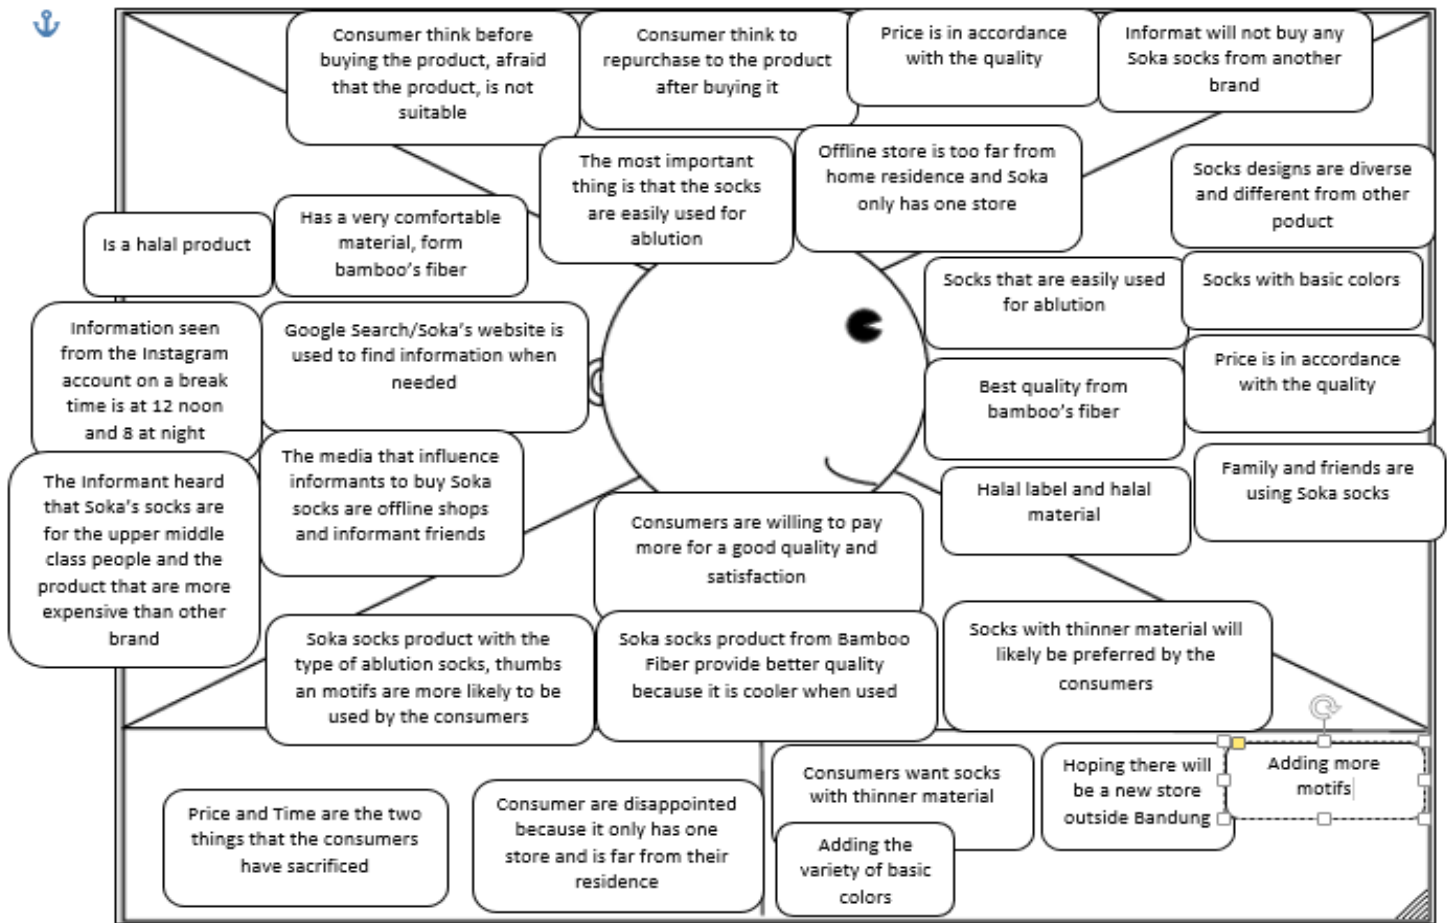 Consumer think before
buying the product, afraid
that the product, is not
suitable
Consumer think to
repurchase to the product
after buying it
Price is in accordance
with the quality
Informat will not buy any
Soka socks from another
brand
The most important
thing is that the socks
are easily used for
ablution
Offline store is too far from
home residence and Soka
only has one store
Socks designs are diverse
and different from other
poduct
Is a halal product
Has a very comfortable
material, form
bamboo's fiber
Socks that are easily used
for ablution
Socks with basic colors
Information seen
from the Instagram
account on a break
time is at 12 noon
and 8 at night
Google Search/Soka's website is
used to find information when
needed
Best quality from
bamboo's fiber
Price is in accordance
with the quality
The Informant heard
that Soka's socks are
for the upper middle
class people and the
product that are more
expensive than other
brand
The media that influence
informants to buy Soka
socks are offline shops
and informant friends
Halal label and halal
material
Family and friends are
using Soka socks
Consumers are willing to pay
more for a good quality and
satisfaction
Soka socks product with the
type of ablution socks, thumbs
an motifs are more likely to be
used by the consumers
Soka socks product from Bamboo
Fiber provide better quality
because it is cooler when used
Socks with thinner material will
likely be preferred by the
consumers
Price and Time are the two
things that the consumers
have sacrificed
Consumer are disappointed
because it only has one
store and is far from their
residence
Consumers want socks
with thinner material
Adding the
variety of basic
colors
Hoping there will
be a new store
outside Bandung
Adding more
motifs